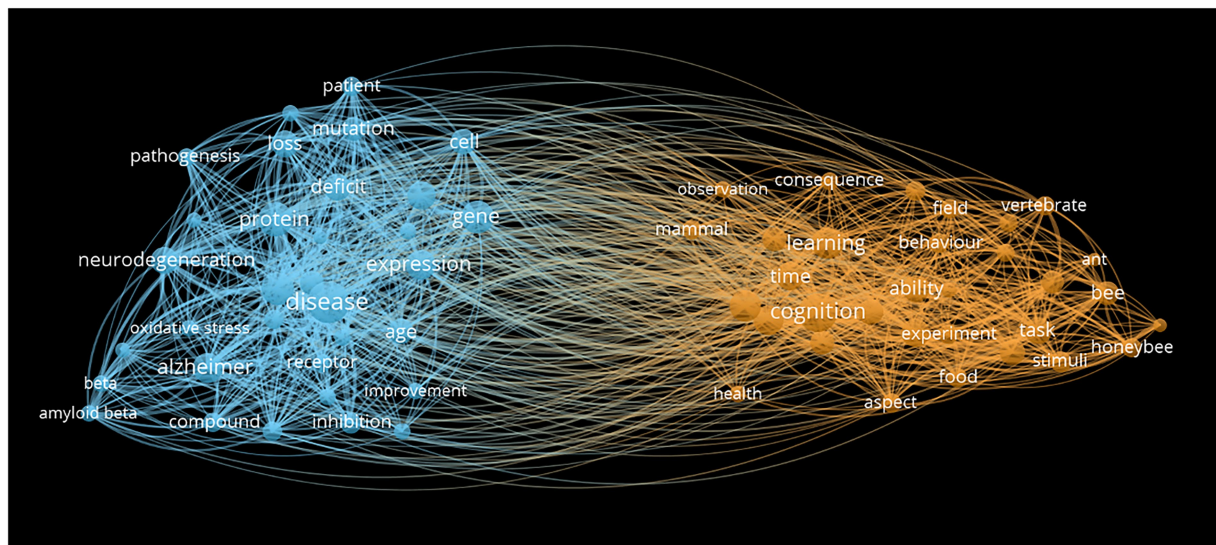 patient
mutation
loss
cell
pathogenesis
deficit
protein
gene
neurodegeneration
expression
disease
oxidative stress
age
alzheimer
receptor
beta
improvement
amyloid beta
compound
inhibition
consequence
observation
field
vertebrate
mammal
learning
behaviour
ant
time
ability
bee
cognition
experiment
task
honeybee
stimuli
food
health
aspect